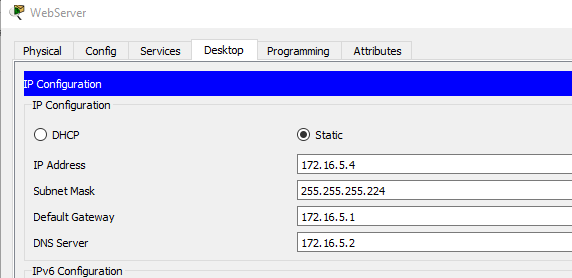 WebServer
Physical Config Services Desktop Programming Attributes
IP Configuration
IP Configuration
DHCP Static
IP Address 172.16.5.4
Subnet Mask 255.255.255.224
Default Gateway 172.16.5.1
DNS Server 172.16.5.2
IPv6 Configuration